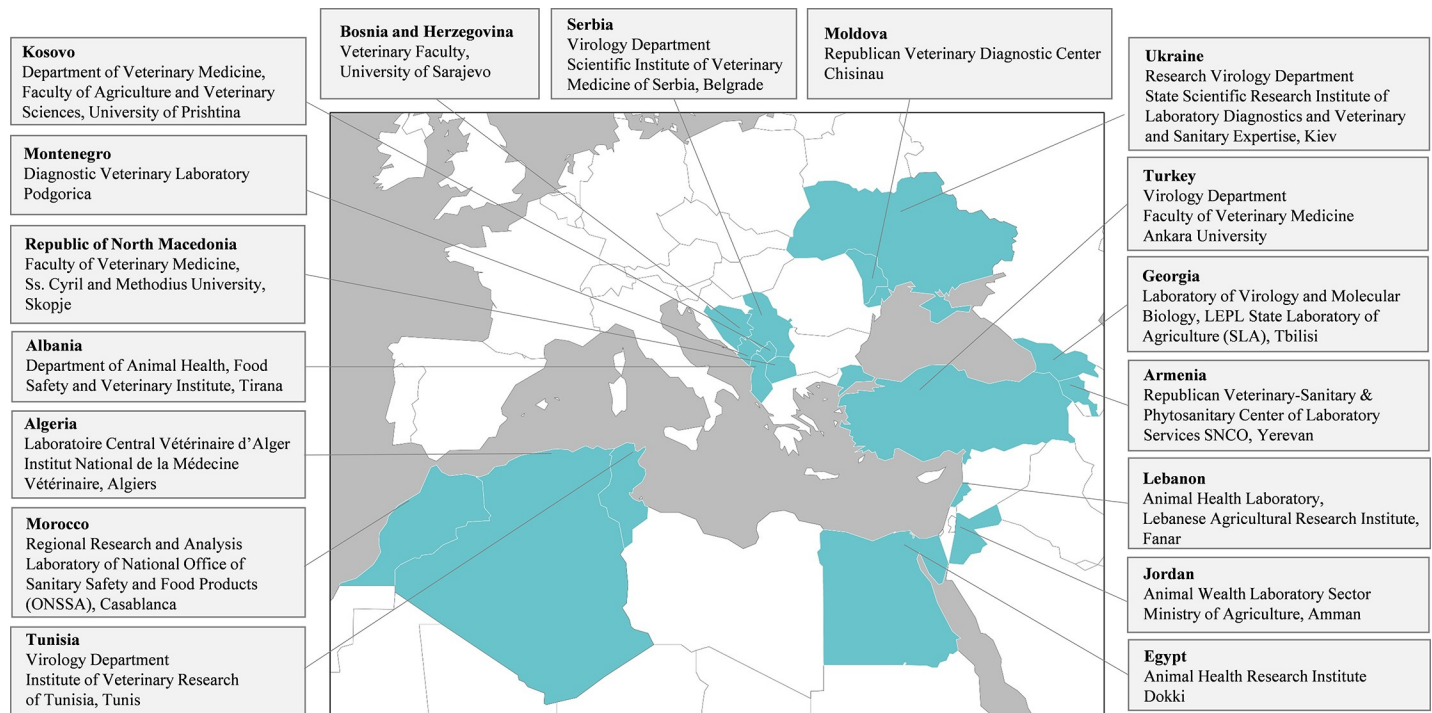 Kosovo
Department of Veterinary Medicine,
Faculty of Agriculture and Veterinary
Sciences, University of Prishtina
Montenegro
Diagnostic Veterinary Laboratory
Podgorica
Republic of North Macedonia
Faculty of Veterinary Medicine,
Ss. Cyril and Methodius University,
Skopje
Albania
Department of Animal Health, Food
Safety and Veterinary Institute, Tirana
Algeria
Laboratoire Central Vétérinaire d'Alger
Institut National de la Médecine
Vétérinaire, Algiers
Morocco
Regional Research and Analysis
Laboratory of National Office of
Sanitary Safety and Food Products
(ONSSA), Casablanca
Tunisia
Virology Department
Institute of Veterinary Research
of Tunisia, Tunis
Bosnia and Herzegovina
Veterinary Faculty,
University of Sarajevo
Serbia
Virology Department
Scientific Institute of Veterinary
Medicine of Serbia, Belgrade
Moldova
Republican Veterinary Diagnostic Center
Chisinau
Ukraine
Research Virology Department
State Scientific Research Institute of
Laboratory Diagnostics and Veterinary
and Sanitary Expertise, Kiev
Turkey
Virology Department
Faculty of Veterinary Medicine
Ankara University
Georgia
Laboratory of Virology and Molecular
Biology, LEPL State Laboratory of
Agriculture (SLA), Tbilisi
Armenia
Republican Veterinary-Sanitary &
Phytosanitary Center of Laboratory
Services SNCO, Yerevan
Lebanon
Animal Health Laboratory,
Lebanese Agricultural Research Institute,
Fanar
Jordan
Animal Wealth Laboratory Sector
Ministry of Agriculture, Amman
Egypt
Animal Health Research Institute
Dokki